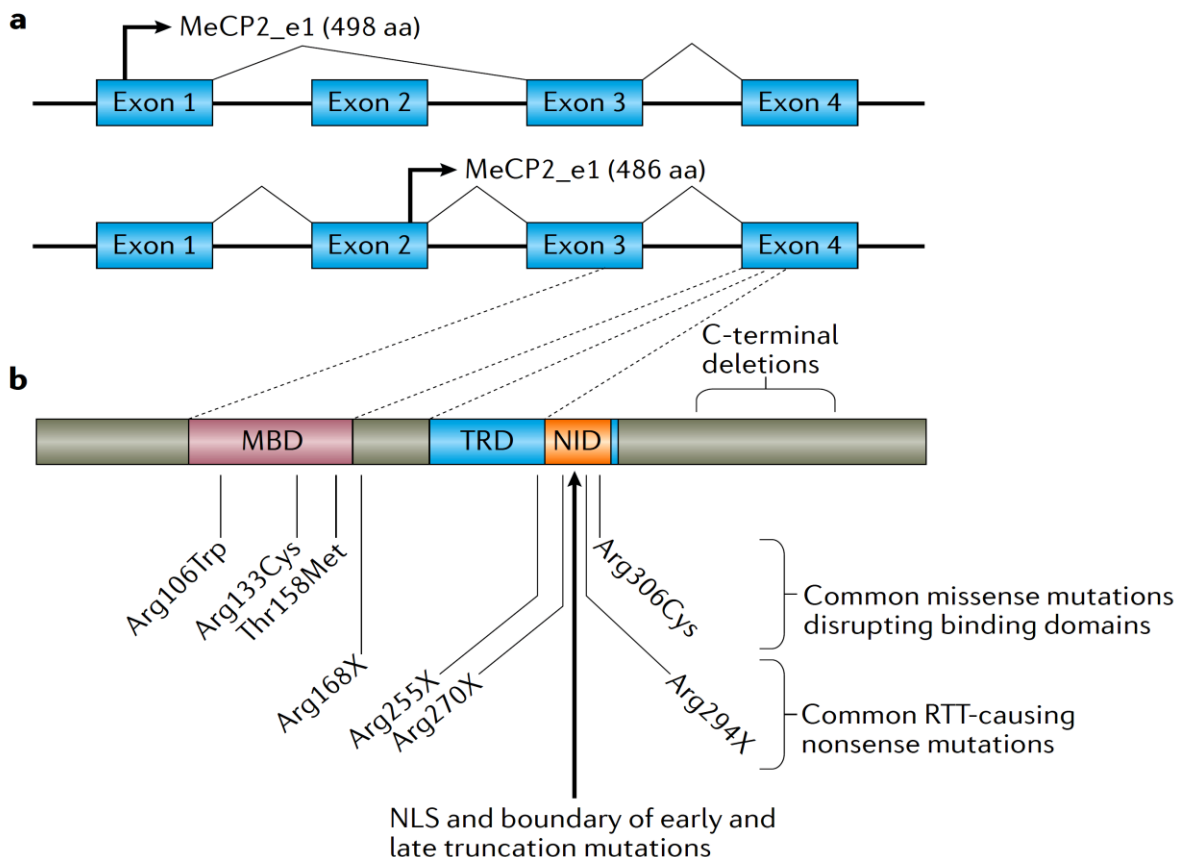 a
MeCP2_e1 (498 aa)
Exon 1
Exon 2
Exon 3
Exon 4
MeCP2_e1 (486 aa)
Exon 1
Exon 2
Exon 3
Exon 4
C-terminal
deletions
b
MBD
TRD
NID
Arg106Trp
Arg133Cys
Thr158Met
Arg168X
Arg255X
Arg270X
Arg306Cys
Arg294X
Common missense mutations
disrupting binding domains
Common RTT-causing
nonsense mutations
NLS and boundary of early and
late truncation mutations